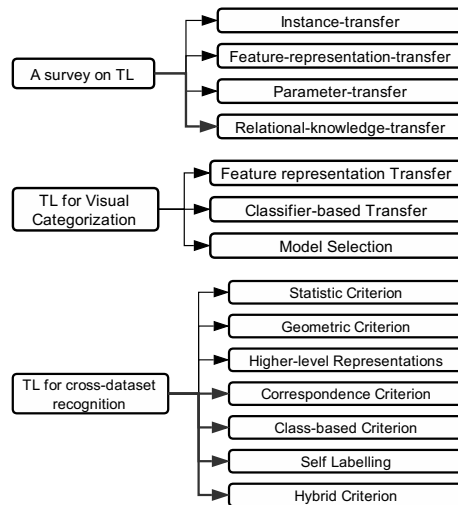 A survey on TL
Instance-transfer
Feature-representation-transfer
Parameter-transfer
Relational-knowledge-transfer
TL for Visual
Categorization
Feature representation Transfer
Classifier-based Transfer
Model Selection
TL for cross-dataset
recognition
Statistic Criterion
Geometric Criterion
Higher-level Representations
Correspondence Criterion
Class-based Criterion
Self Labelling
Hybrid Criterion